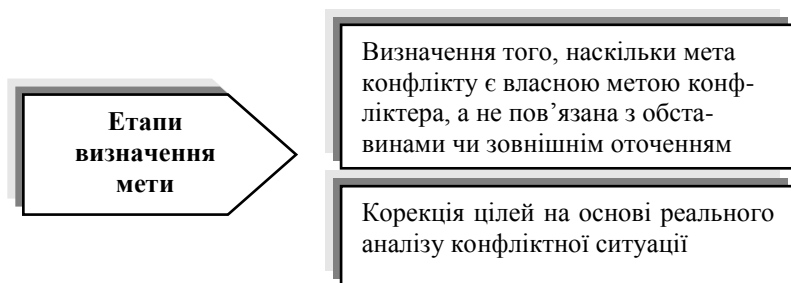 Етапи
визначення
мети
Визначення того, наскільки мета
конфлікту є власною метою конф-
ліктера, а не пов’язана з обста-
винами чи зовнішнім оточенням
Корекція цілей на основі реального
аналізу конфліктної ситуації